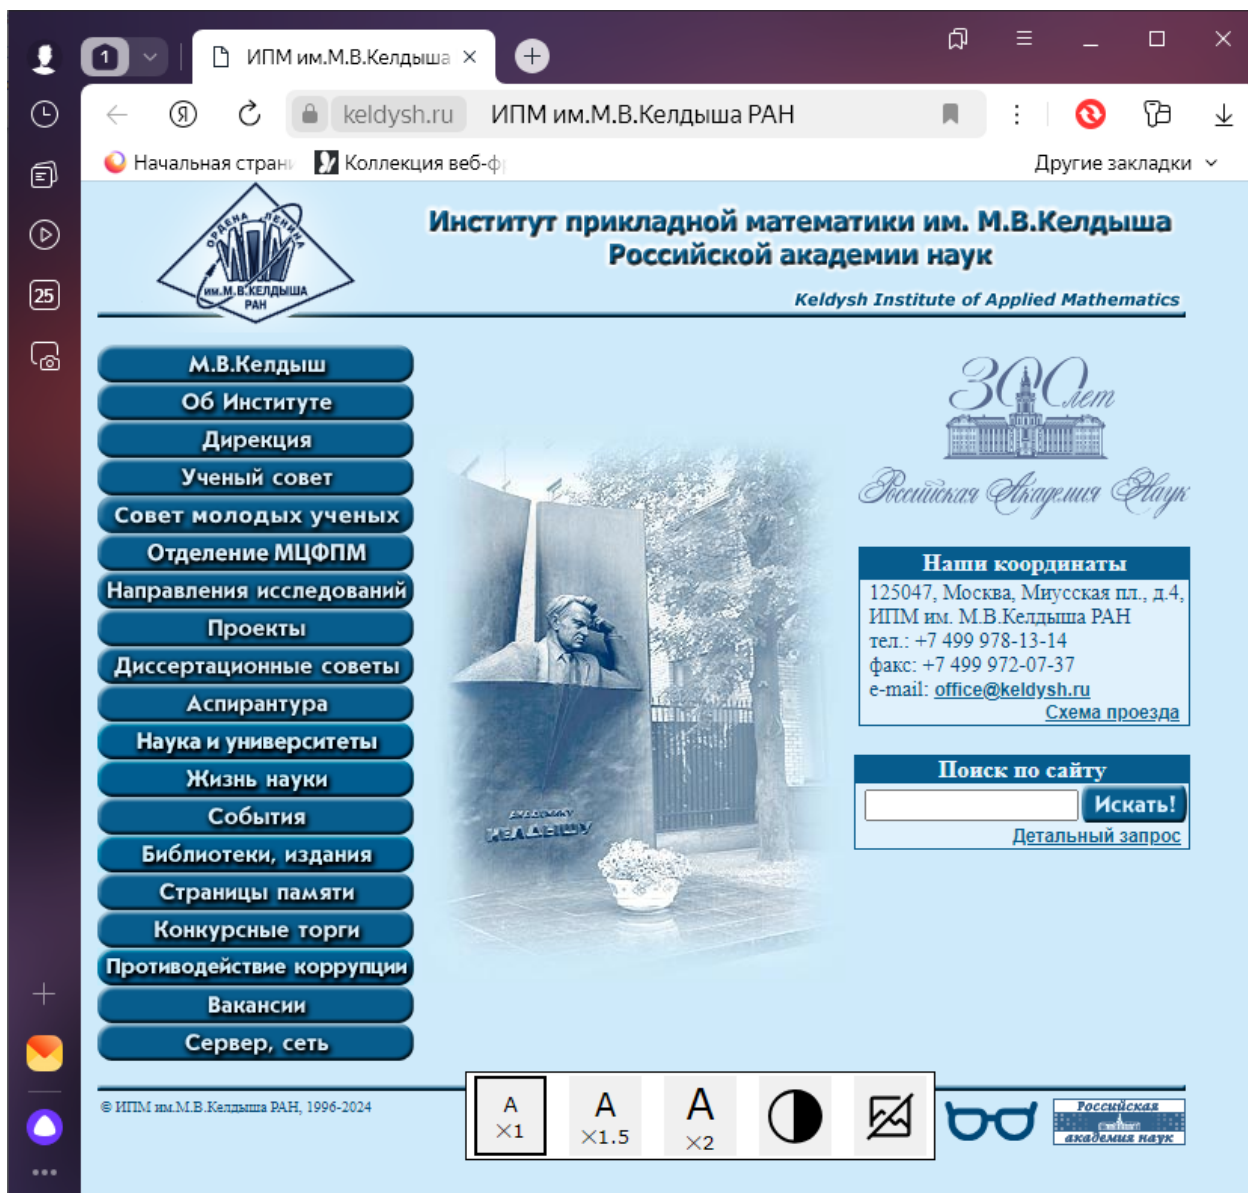 1
ИПМ им.М.В.Келдыша
keldysh.ru ИПМ им.М.В.Келдыша РАН
Начальная страни
Коллекция веб-ф
Другие закладки
25
ОРДЕНА ЛЕНИНА
ИПМ
им.М.В.КЕЛДЫША
РАН
Институт прикладной математики им. М.В.Келдыша
Российской академии наук
Keldysh Institute of Applied Mathematics
М.В.Келдыш
Об Институте
Дирекция
Ученый совет
Совет молодых ученых
Отделение МЦФПМ
Направления исследований
Проекты
Диссертационные советы
Аспирантура
Наука и университеты
Жизнь науки
События
Библиотеки, издания
Страницы памяти
Конкурсные торги
Противодействие коррупции
Вакансии
Сервер, сеть
АКАДЕМИКУ
КЕЛДЫШУ
300 лет
Российская Академия Наук
Наши координаты
125047, Москва, Миусская пл., д.4,
ИПМ им. М.В.Келдыша РАН
тел.: +7 499 978-13-14
факс: +7 499 972-07-37
e-mail: office@keldysh.ru
Схема проезда
Поиск по сайту
Искать!
Детальный запрос
© ИПМ им.М.В.Келдыша РАН, 1996-2024
A ×1
A ×1.5
A ×2
Российская
академия наук